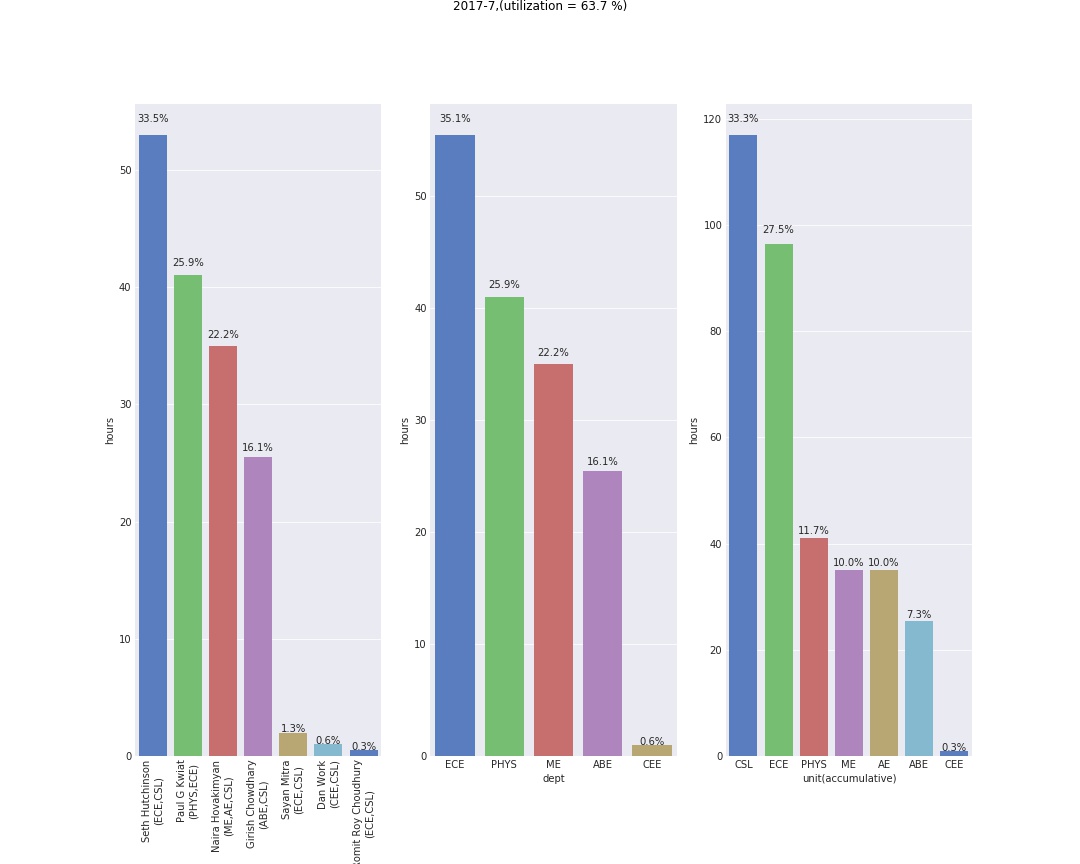 2017-7,(utilization = 63.7 %)
33.5%
25.9%
22.2%
16.1%
1.3%
0.6%
0.3%
50
40
30
20
10
0
hours
Seth Hutchinson
(ECE,CSL)
Paul G Kwiat
(PHYS,ECE)
Naira Hovakimyan
(ME,AE,CSL)
Girish Chowdhary
(ABE,CSL)
Sayan Mitra
(ECE,CSL)
Dan Work
(CEE,CSL)
Roy Choudhury
(ECE,CSL)
35.1%
25.9%
22.2%
16.1%
0.6%
50
40
30
20
10
0
hours
ECE PHYS ME ABE CEE
dept
33.3%
27.5%
11.7%
10.0% 10.0%
7.3%
0.3%
120
100
80
60
40
20
0
hours
CSL ECE PHYS ME AE ABE CEE
unit(accumulative)